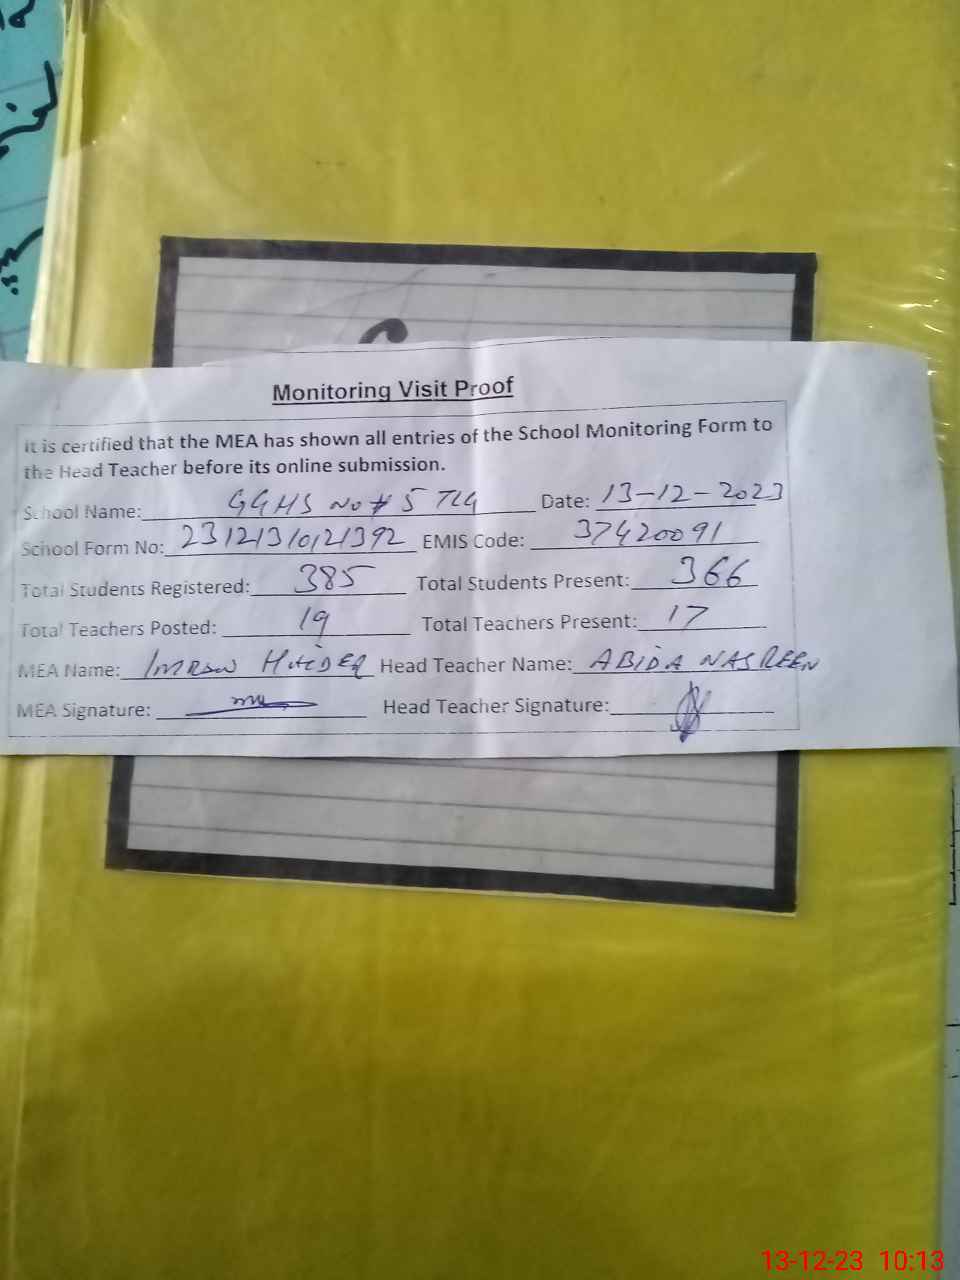 Monitoring Visit Proof
It is certified that the MEA has shown all entries of the School Monitoring Form to
the Head Teacher before its online submission.
School Name: GGHS No # 5 TLG Date: 13-12-2023
School Form No: EMIS Code: 37420091
Total Students Registered: 385 Total Students Present: 366
Total Teachers Posted: 19 Total Teachers Present: 17
MEA Name: IMRAN HAIDER Head Teacher Name: ABIDA NASREEN
MEA Signature: Head Teacher Signature:
13-12-23 10:13